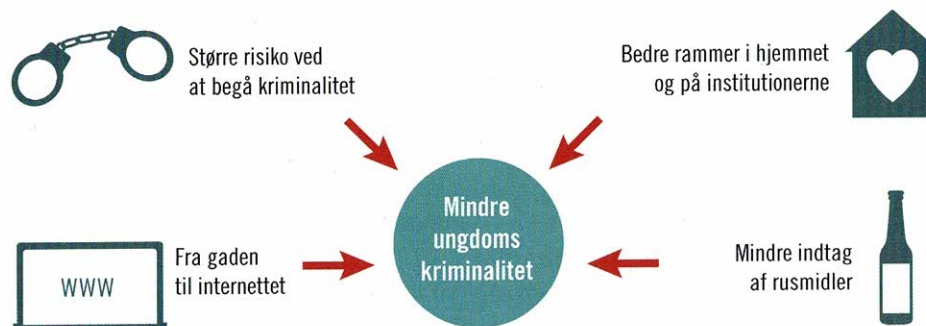 Større risiko ved
at begå kriminalitet
Bedre rammer i hjemmet
og på institutionerne
Mindre
ungdoms
kriminalitet
WWW
Fra gaden
til internettet
Mindre indtag
af rusmidler